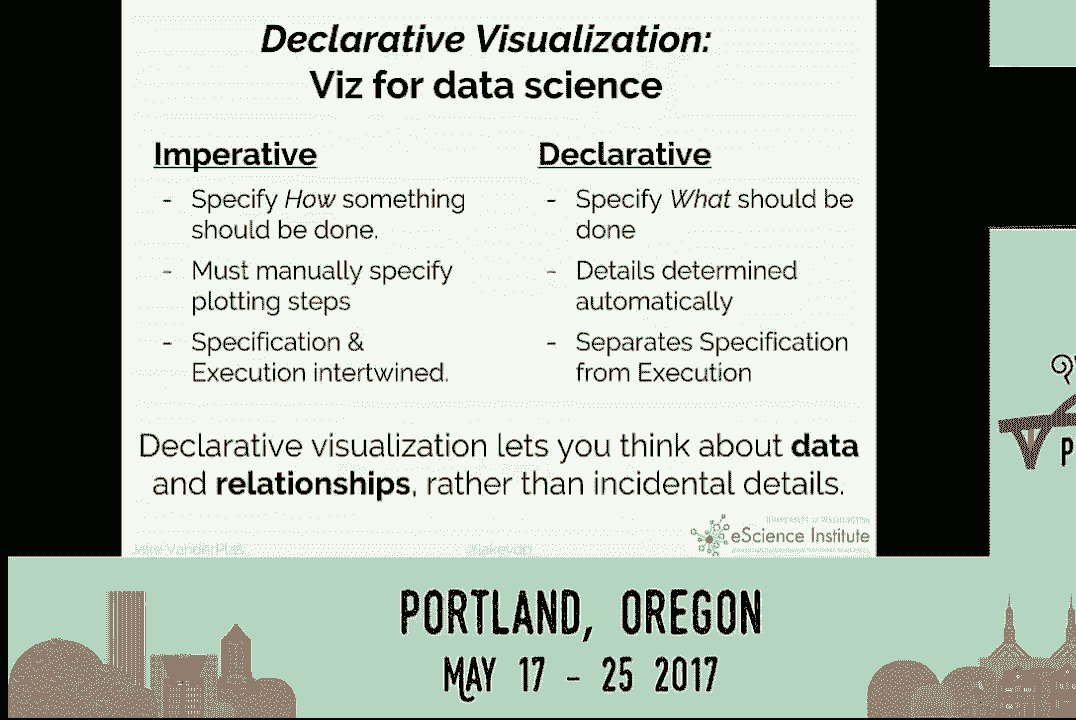 Declarative Visualization:
Viz for data science
Imperative
- Specify How something
should be done.
- Must manually specify
plotting steps
- Specification &
Execution intertwined.
Declarative
- Specify What should be
done
- Details determined
automatically
- Separates Specification
from Execution
Declarative visualization lets you think about data
and relationships, rather than incidental details.
Jake VanderPlas
@jakevdp
UNIVERSITY of WASHINGTON
eScience Institute
P
PORTLAND, OREGON
MAY 17 - 25 2017